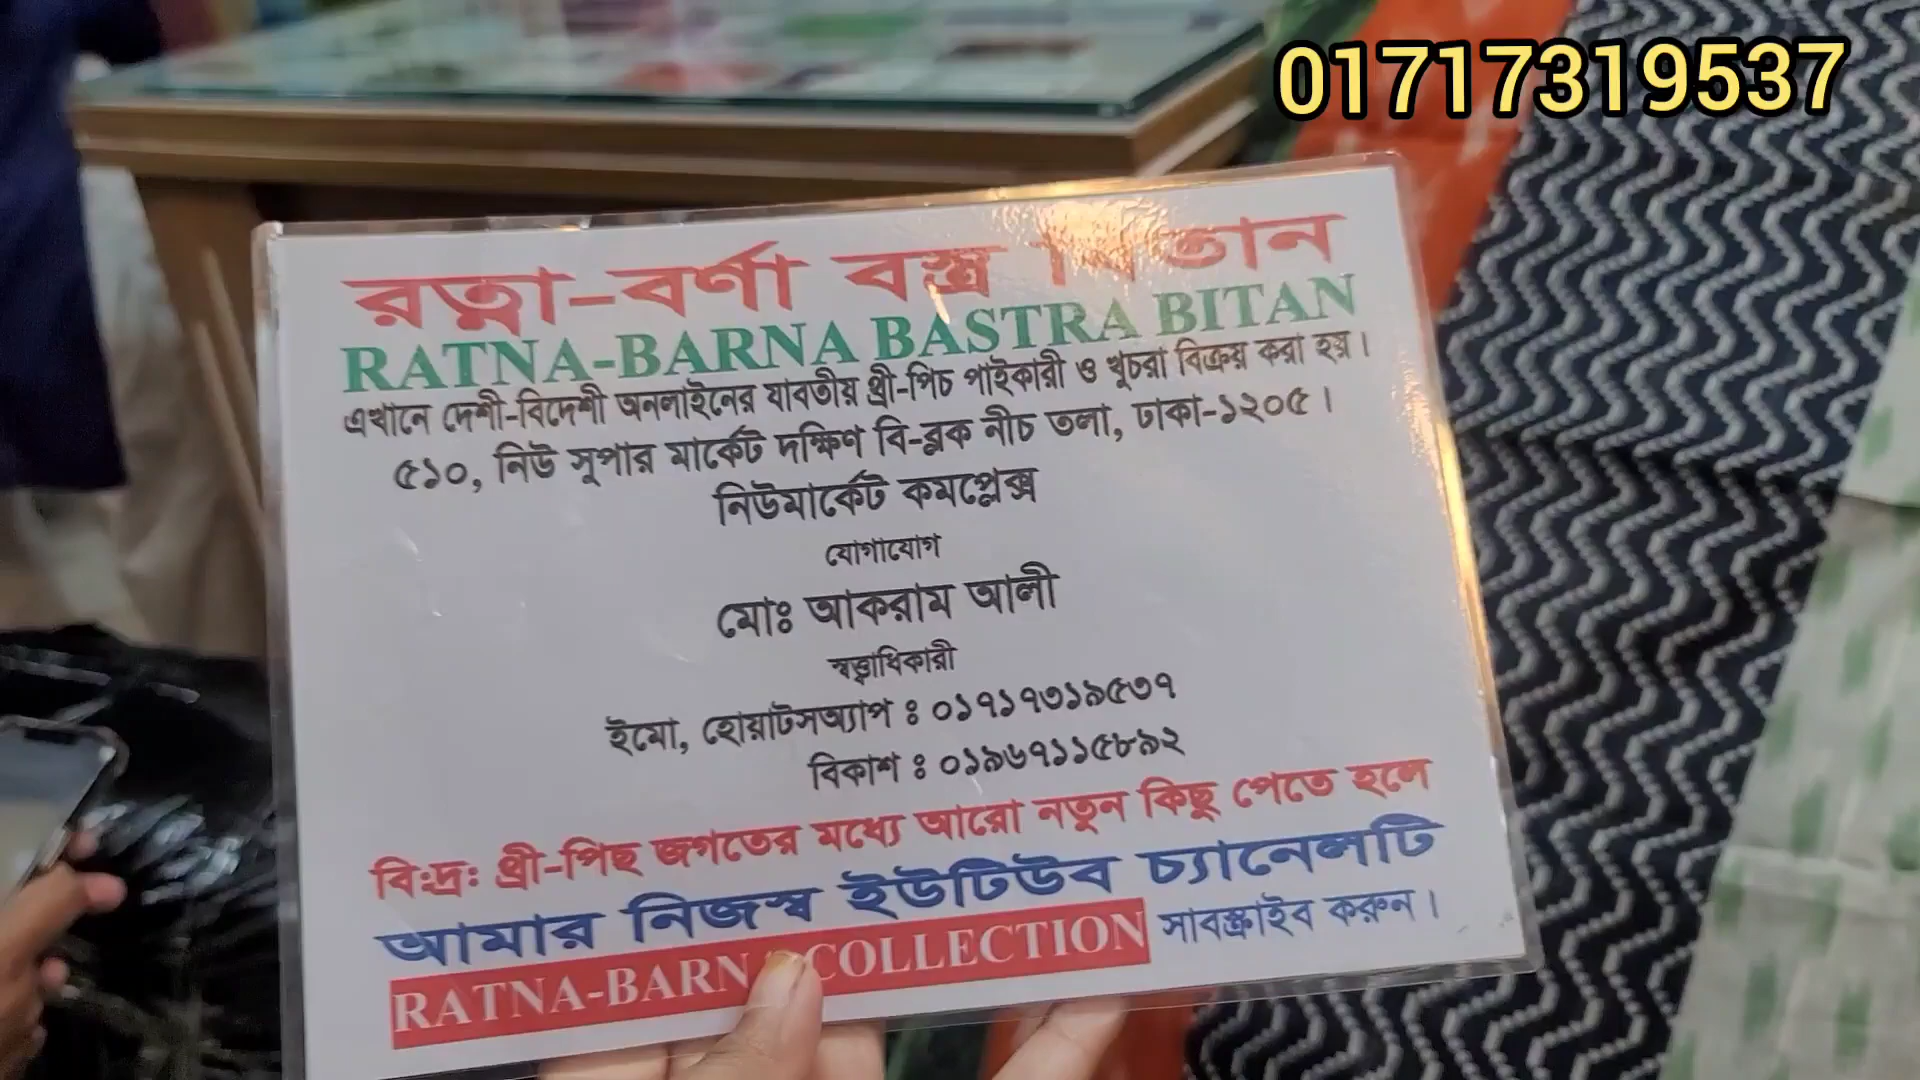 01717319537
রত্না-বর্ণা বস্ত্র বিতান
RATNA-BARNA BASTRA BITAN
এখানে দেশী-বিদেশী অনলাইনের যাবতীয় থ্রী-পিচ পাইকারী ও খুচরা বিক্রয় করা হয়।
৫১০, নিউ সুপার মার্কেট দক্ষিণ বি-ব্লক নীচ তলা, ঢাকা-১২০৫।
নিউমার্কেট কমপ্লেক্স
যোগাযোগ
মোঃ আকরাম আলী
স্বত্ত্বাধিকারী
ইমো, হোয়াটসঅ্যাপ : ০১৭১৭৩১৯৫৩৭
বিকাশ : ০১৯৬৭১১৫৮৯২
বি:দ্র: থ্রী-পিছ জগতের মধ্যে আরো নতুন কিছু পেতে হলে
আমার নিজস্ব ইউটিউব চ্যানেলটি
RATNA-BARNA COLLECTION সাবস্ক্রাইব করুন।